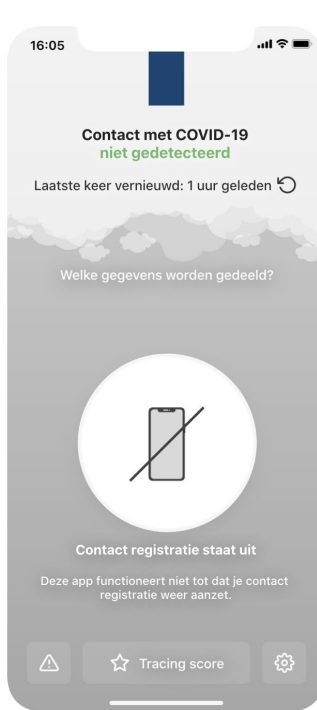 16:05
Contact met COVID-19
niet gedetecteerd
Laatste keer vernieuwd: 1 uur geleden
Welke gegevens worden gedeeld?
Contact registratie staat uit
Deze app functioneert niet tot dat je contact
registratie weer aanzet.
Tracing score